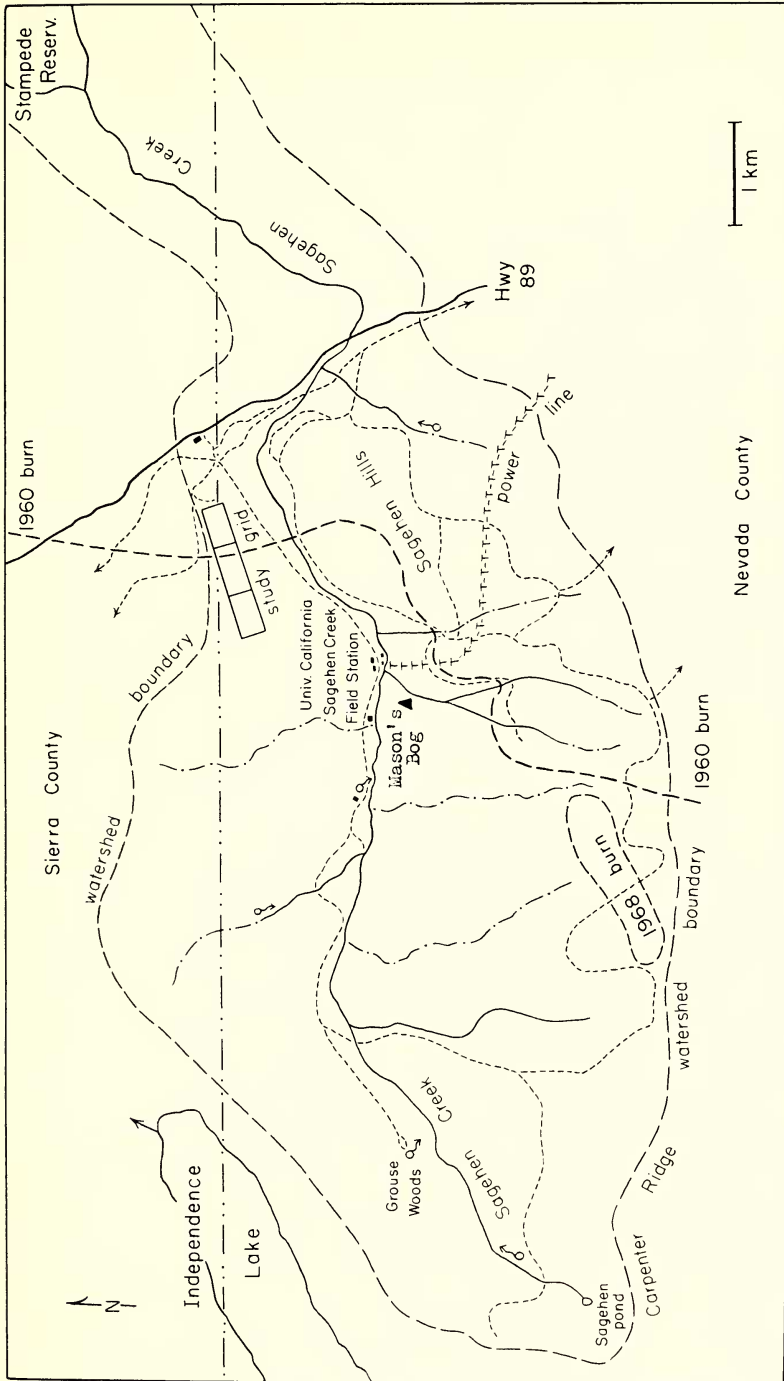 Stampede
Reserv.
Creek
Sagehen
Hwy
89
1 km
1960 burn
study grid
boundary
Sierra County
watershed
Univ. California
Sagehen Creek
Field Station
Mason's
Bog
Sagehen Hills
power line
Nevada County
1960 burn
1968 burn
boundary
watershed
Independence
Lake
Grouse
Woods
Sagehen Creek
Sagehen
pond
Carpenter Ridge
N